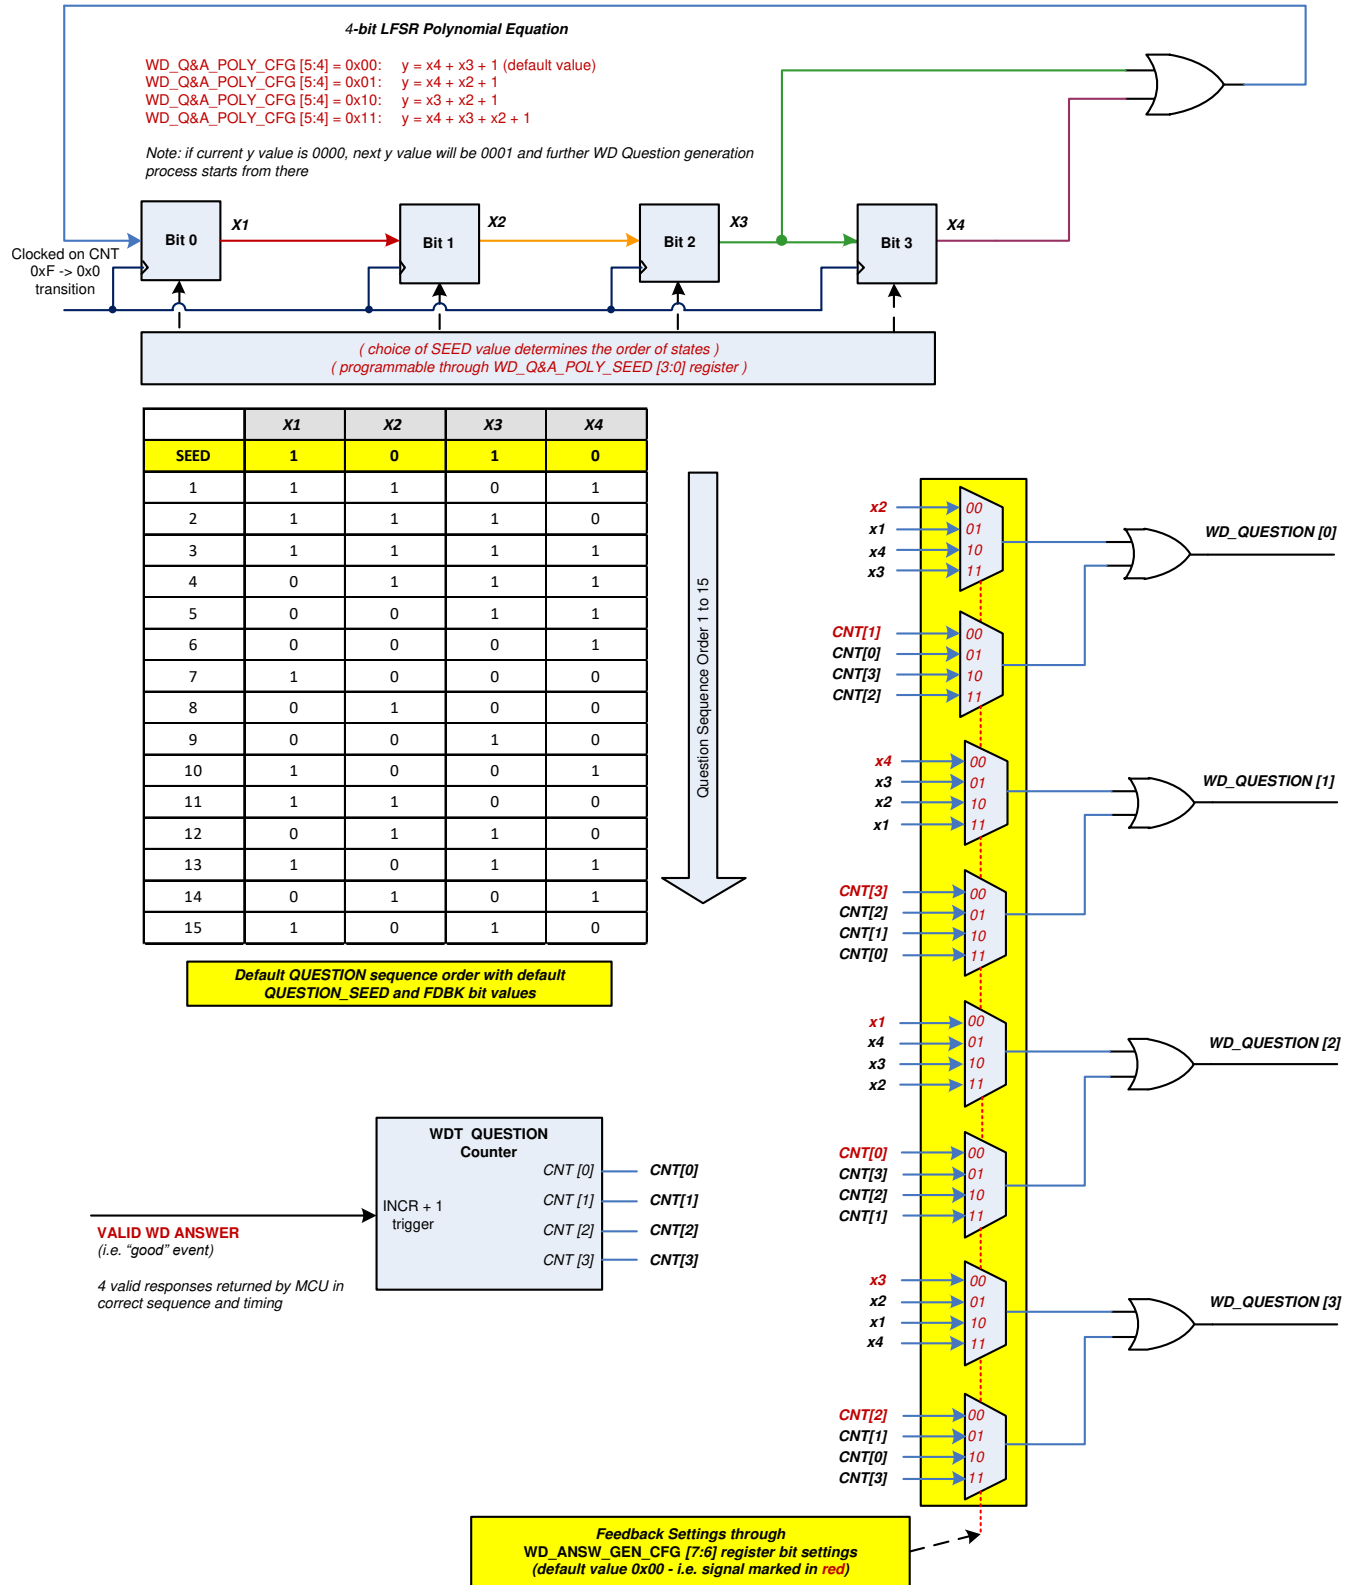 4-bit LFSR Polynomial Equation
WD_Q&A_POLY_CFG [5:4] = 0x00: y = x4 + x3 + 1 (default value)
WD_Q&A_POLY_CFG [5:4] = 0x01: y = x4 + x2 + 1
WD_Q&A_POLY_CFG [5:4] = 0x10: y = x3 + x2 + 1
WD_Q&A_POLY_CFG [5:4] = 0x11: y = x4 + x3 + x2 + 1
Note: if current y value is 0000, next y value will be 0001 and further WD Question generation
process starts from there
Bit 0 X1 Bit 1 X2 Bit 2 X3 Bit 3 X4
Clocked on CNT
0xF -> 0x0
transition
( choice of SEED value determines the order of states )
( programmable through WD_Q&A_POLY_SEED [3:0] register )
X1 X2 X3 X4
SEED 1 0 1 0
1 1 1 0 1
2 1 1 1 0
3 1 1 1 1
4 0 1 1 1
5 0 0 1 1
6 0 0 0 1
7 1 0 0 0
8 0 1 0 0
9 0 0 1 0
10 1 0 0 1
11 1 1 0 0
12 0 1 1 0
13 1 0 1 1
14 0 1 0 1
15 1 0 1 0
Question Sequence Order 1 to 15
Default QUESTION sequence order with default
QUESTION_SEED and FDBK bit values
WDT QUESTION
Counter
INCR + 1
trigger
CNT [0] CNT[0]
CNT [1] CNT[1]
CNT [2] CNT[2]
CNT [3] CNT[3]
VALID WD ANSWER
(i.e. “good” event)
4 valid responses returned by MCU in
correct sequence and timing
x2 00
x1 01
x4 10
x3 11
WD_QUESTION [0]
CNT[1] 00
CNT[0] 01
CNT[3] 10
CNT[2] 11
x4 00
x3 01
x2 10
x1 11
WD_QUESTION [1]
CNT[3] 00
CNT[2] 01
CNT[1] 10
CNT[0] 11
x1 00
x4 01
x3 10
x2 11
WD_QUESTION [2]
CNT[0] 00
CNT[3] 01
CNT[2] 10
CNT[1] 11
x3 00
x2 01
x1 10
x4 11
WD_QUESTION [3]
CNT[2] 00
CNT[1] 01
CNT[0] 10
CNT[3] 11
Feedback Settings through
WD_ANSW_GEN_CFG [7:6] register bit settings
(default value 0x00 - i.e. signal marked in red)